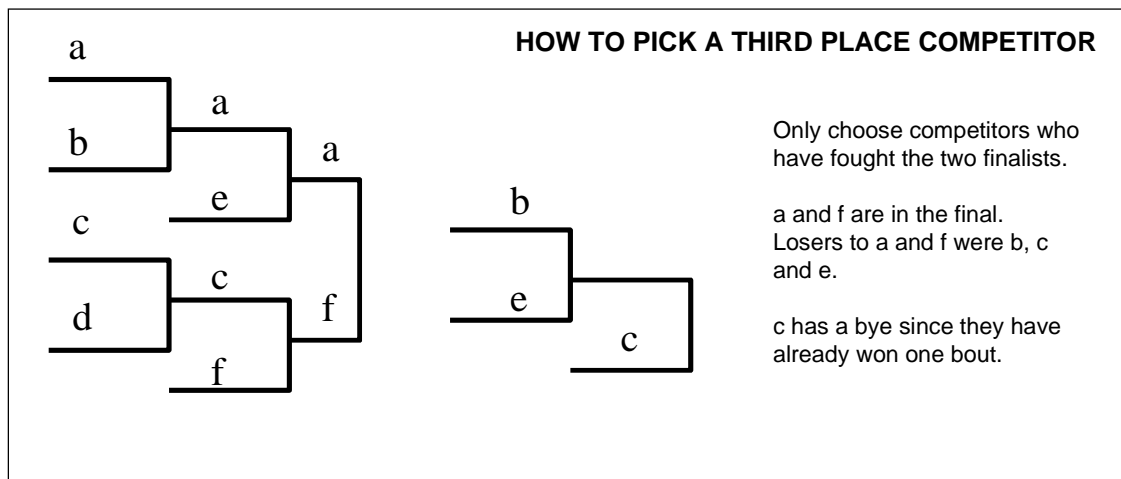 HOW TO PICK A THIRD PLACE COMPETITOR
a
b
c
d
a
e
c
f
a
f
b
e
c
Only choose competitors who
have fought the two finalists.
a and f are in the final.
Losers to a and f were b, c
and e.
c has a bye since they have
already won one bout.